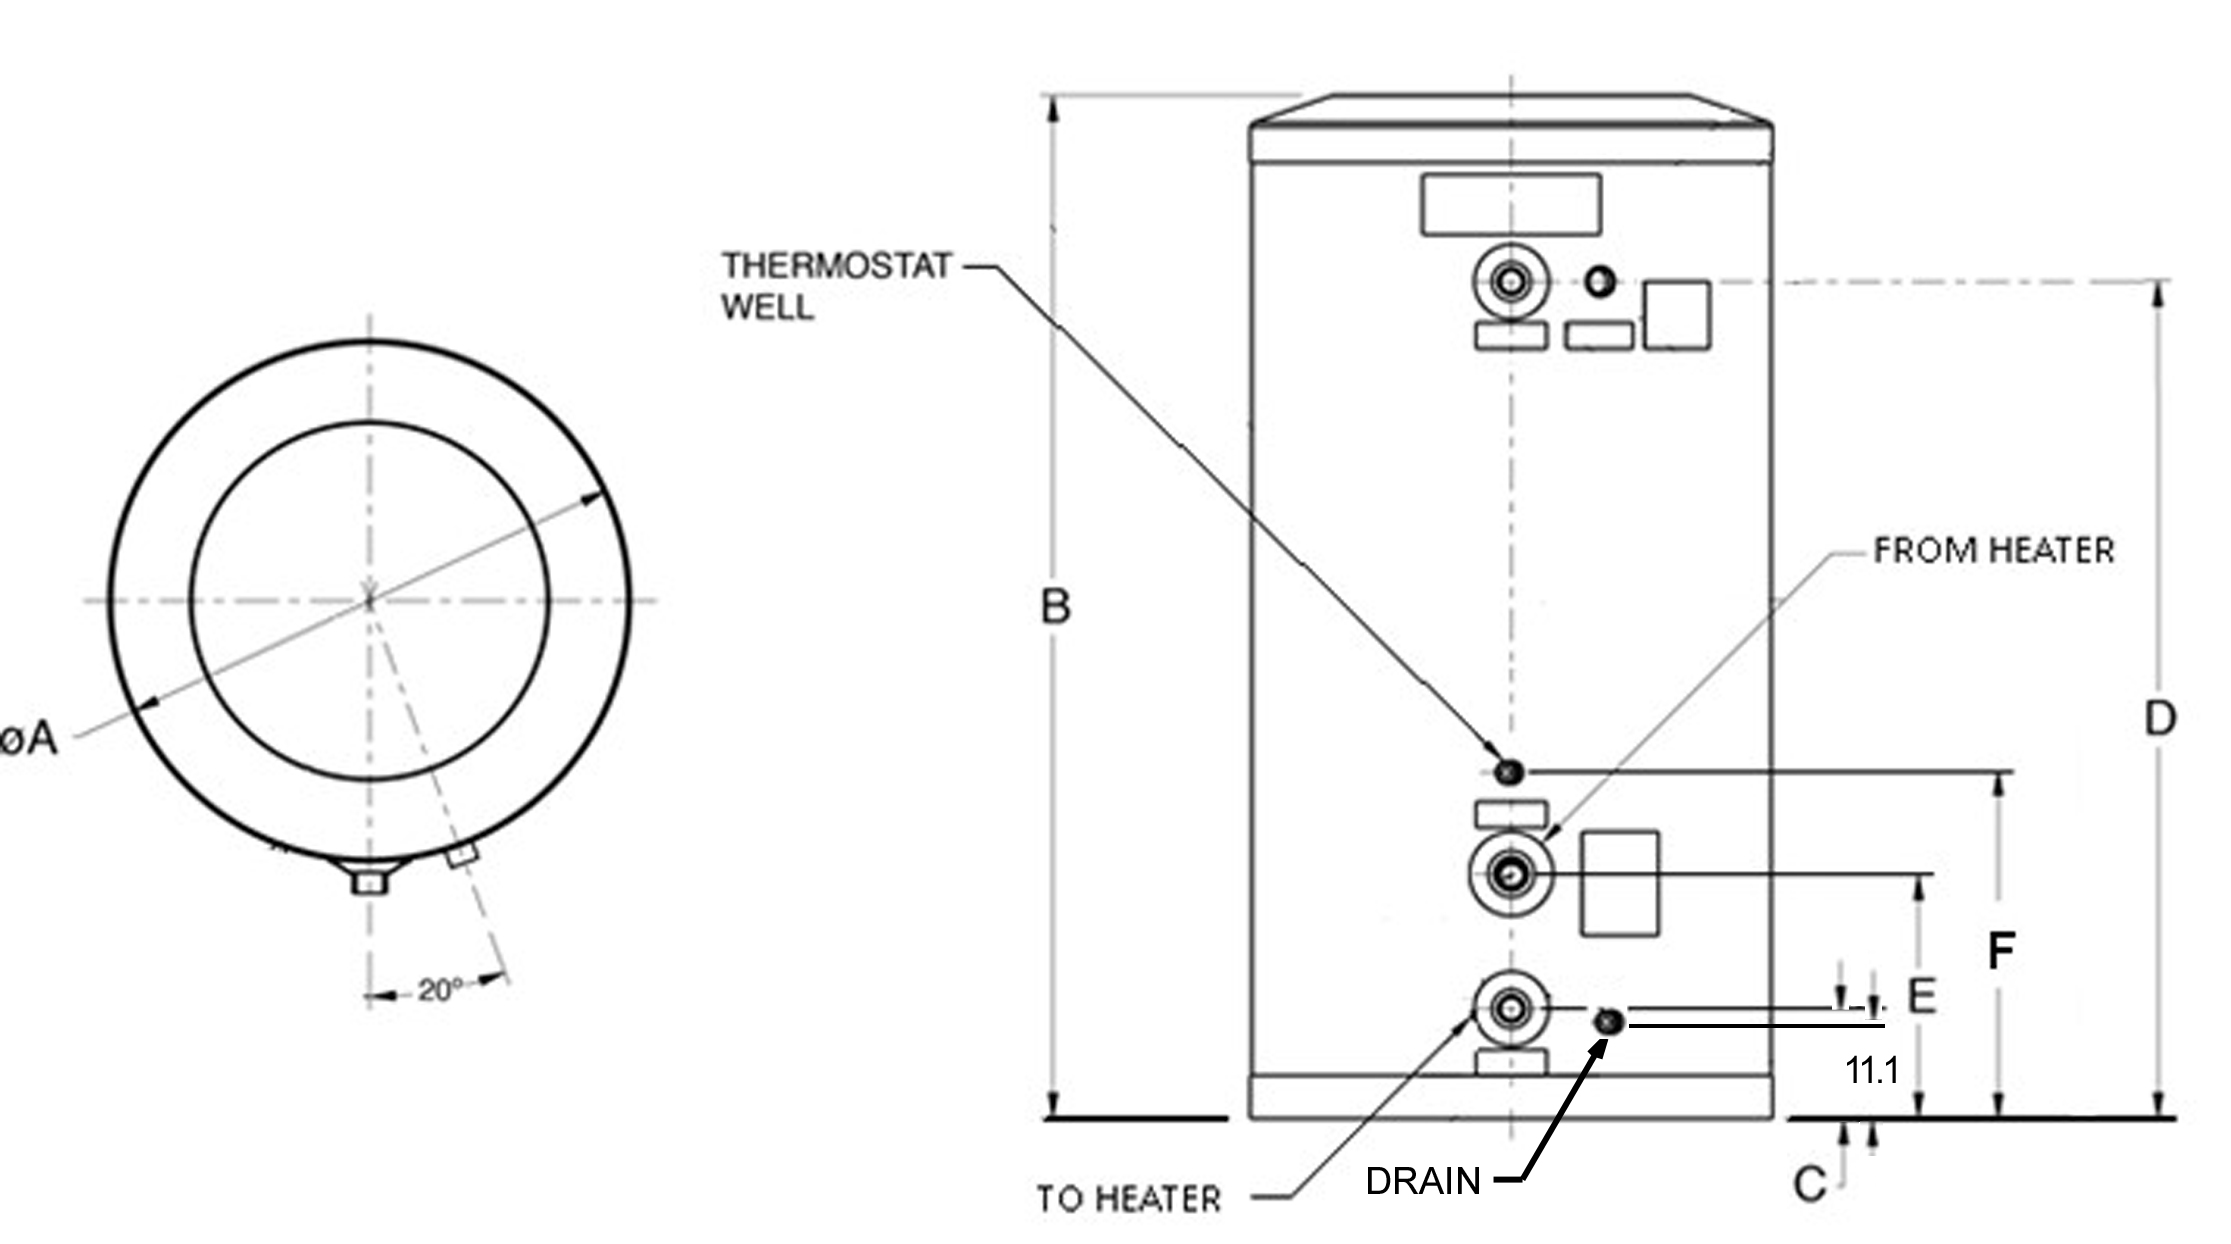 THERMOSTAT
WELL
FROM HEATER
B
D
øA
F
20°
E
11.1
DRAIN
C
TO HEATER